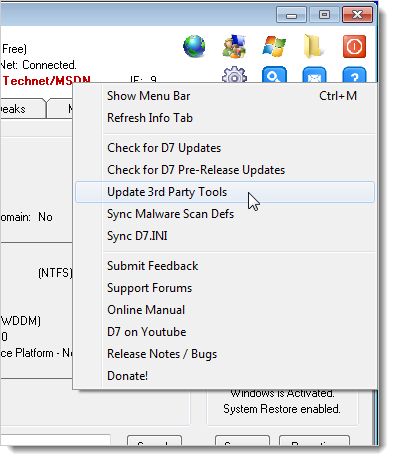 Free)
Net: Connected.
Technet/MSDN IE: 9
eaks M
Show Menu Bar Ctrl+M
Refresh Info Tab
Check for D7 Updates
Check for D7 Pre-Release Updates
Update 3rd Party Tools
Sync Malware Scan Defs
Sync D7.INI
Submit Feedback
Support Forums
Online Manual
D7 on Youtube
Release Notes / Bugs
Donate!
omain: No
(NTFS)
WDDM)
0
ce Platform - No
Windows is Activated.
System Restore enabled.